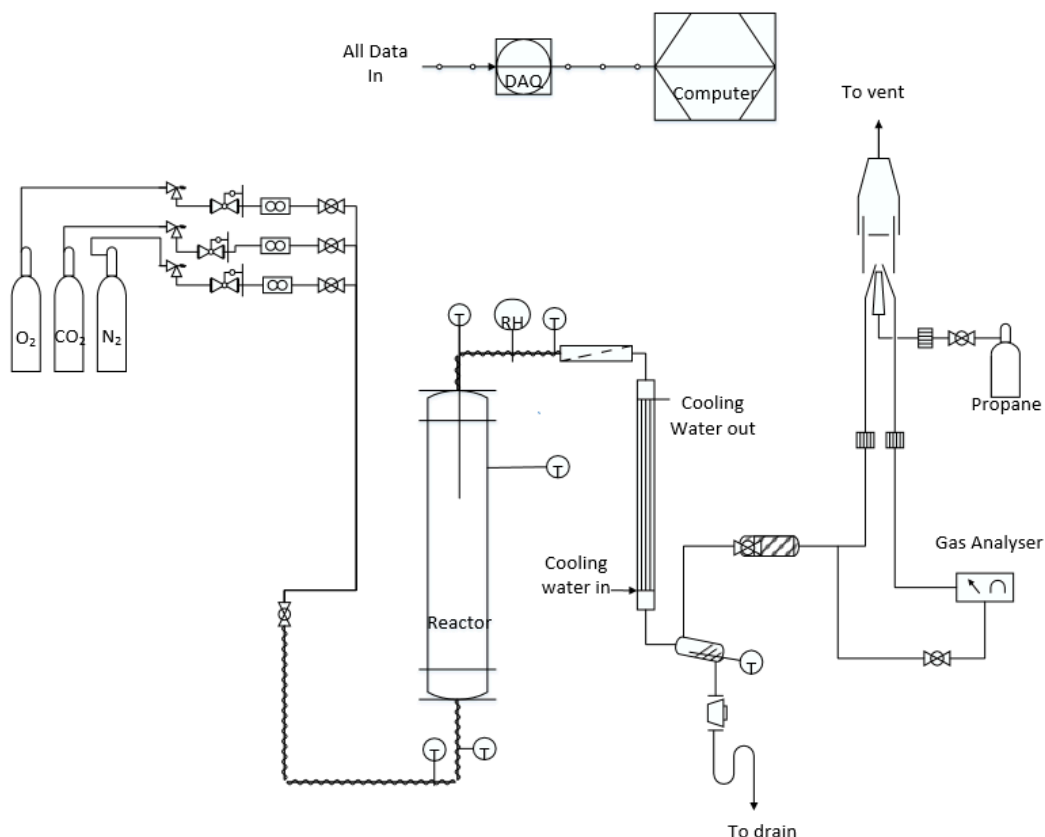 All Data
In
DAQ
Computer
To vent
O₂
CO₂
N₂
T
RH
T
Propane
Cooling
Water out
T
Gas Analyser
Cooling
water in
Reactor
T
T
T
To drain